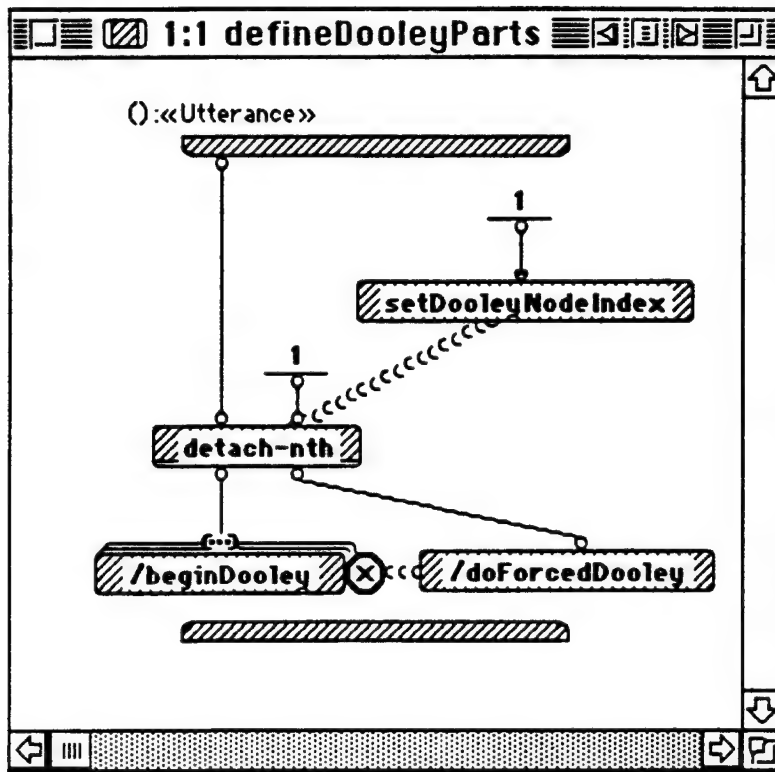 1:1 defineDooleyParts
():«Utterance»
1
setDooleyNodeIndex
1
detach-nth
/beginDooley
/doForcedDooley